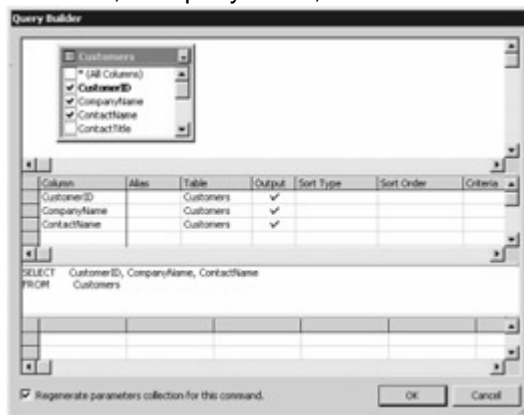 Query Builder
Customers
* (All Columns)
CustomerID
CompanyName
ContactName
ContactTitle
Column Alias Table Output Sort Type Sort Order Criteria
CustomerID Customers
CompanyName Customers
ContactName Customers
SELECT CustomerID, CompanyName, ContactName
FROM Customers
Regenerate parameters collection for this command.
OK Cancel